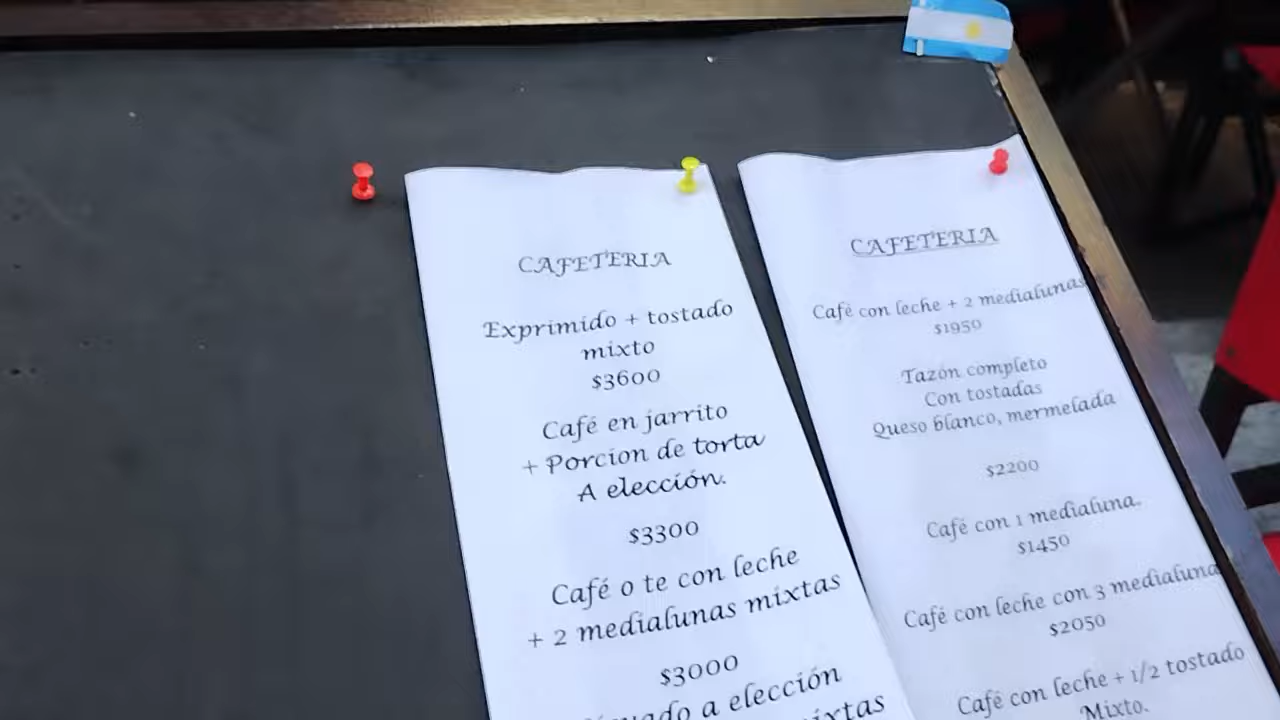 CAFETERIA
Exprimido + tostado
mixto
$3600
Café en jarrito
+ Porcion de torta
A elección.
$3300
Café o te con leche
+ 2 medialunas mixtas
$3000
a elección
CAFETERIA
Café con leche + 2 medialunas
$1950
Tazón completo
Con tostadas
Queso blanco, mermelada
$2200
Café con 1 medialuna.
$1450
Café con leche con 3 medialuna
$2050
Café con leche + 1/2 tostado
Mixto.